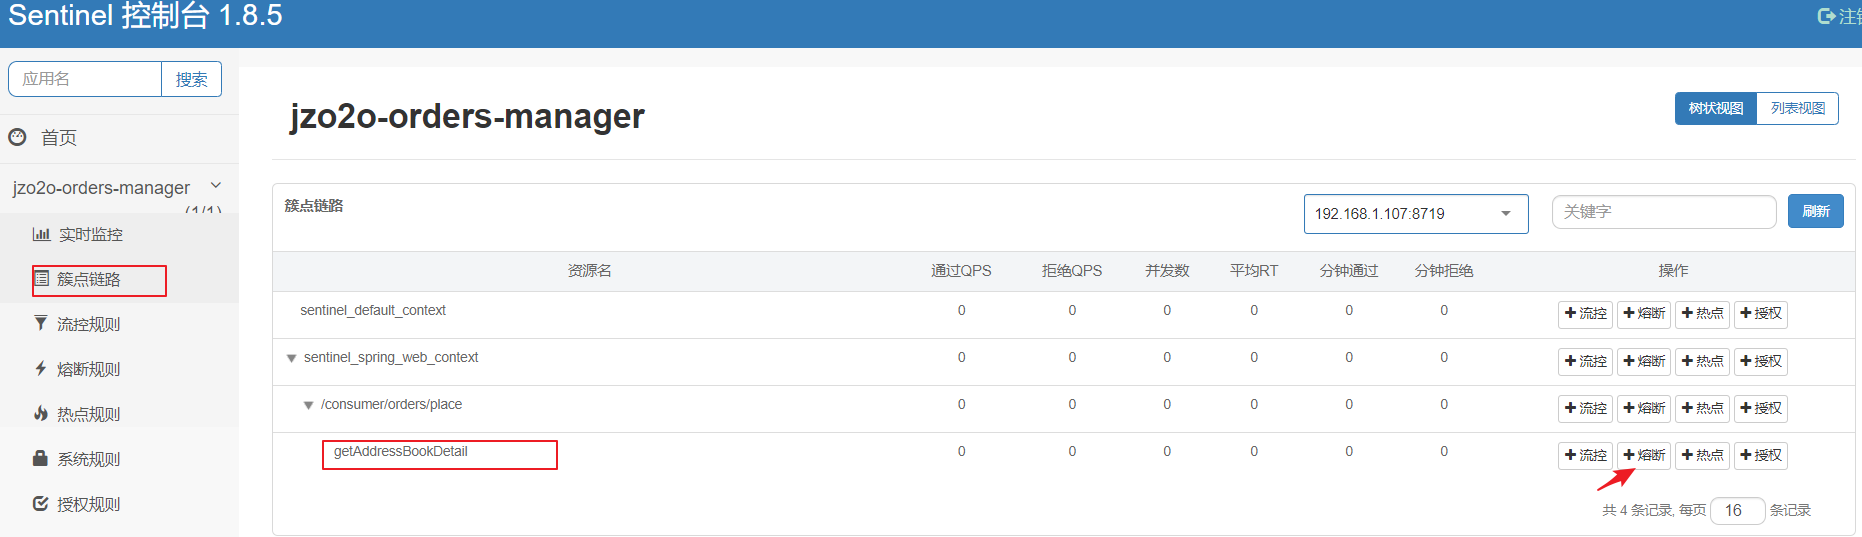 Sentinel 控制台 1.8.5
注销
应用名 搜索
首页
jzo2o-orders-manager
(1/1)
实时监控
簇点链路
流控规则
熔断规则
热点规则
系统规则
授权规则
jzo2o-orders-manager
树状视图 列表视图
簇点链路 192.168.1.107:8719 关键字 刷新
资源名 通过QPS 拒绝QPS 并发数 平均RT 分钟通过 分钟拒绝 操作
sentinel_default_context 0 0 0 0 0 0 流控 熔断 热点 授权
sentinel_spring_web_context 0 0 0 0 0 0 流控 熔断 热点 授权
/consumer/orders/place 0 0 0 0 0 0 流控 熔断 热点 授权
getAddressBookDetail 0 0 0 0 0 0 流控 熔断 热点 授权
共 4 条记录, 每页 16 条记录